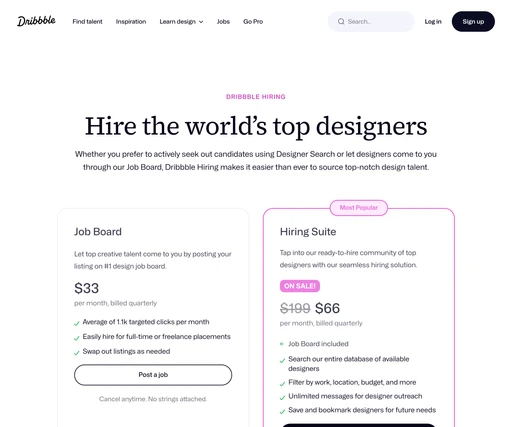 Dribbble
Find talent
Inspiration
Learn design
Jobs
Go Pro
Search...
Log in
Sign up
DRIBBBLE HIRING
Hire the world’s top designers
Whether you prefer to actively seek out candidates using Designer Search or let designers come to you
through our Job Board, Dribbble Hiring makes it easier than ever to source top-notch design talent.
Job Board
Let top creative talent come to you by posting your
listing on #1 design job board.
$33
per month, billed quarterly
Average of 1.1k targeted clicks per month
Easily hire for full-time or freelance placements
Swap out listings as needed
Post a job
Cancel anytime. No strings attached.
Most Popular
Hiring Suite
Tap into our ready-to-hire community of top
designers with our seamless hiring solution.
ON SALE!
$199 $66
per month, billed quarterly
Job Board included
Search our entire database of available
designers
Filter by work, location, budget, and more
Unlimited messages for designer outreach
Save and bookmark designers for future needs